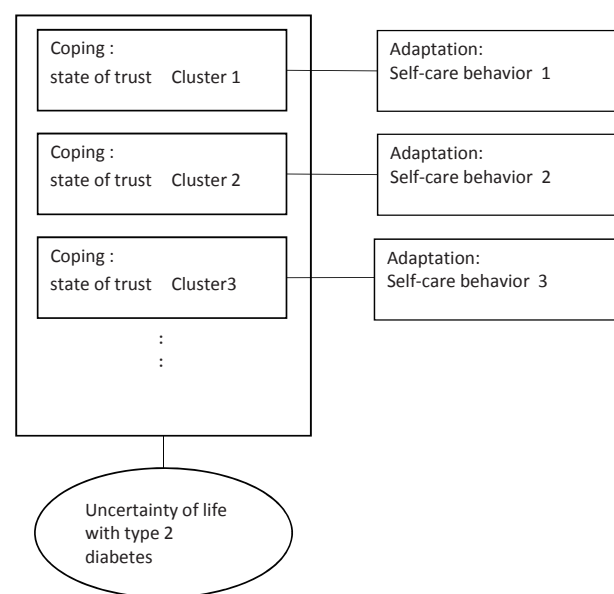 Coping :
state of trust Cluster 1
Adaptation:
Self-care behavior 1
Coping :
state of trust Cluster 2
Adaptation:
Self-care behavior 2
Coping :
state of trust Cluster3
Adaptation:
Self-care behavior 3
:
:
Uncertainty of life
with type 2
diabetes